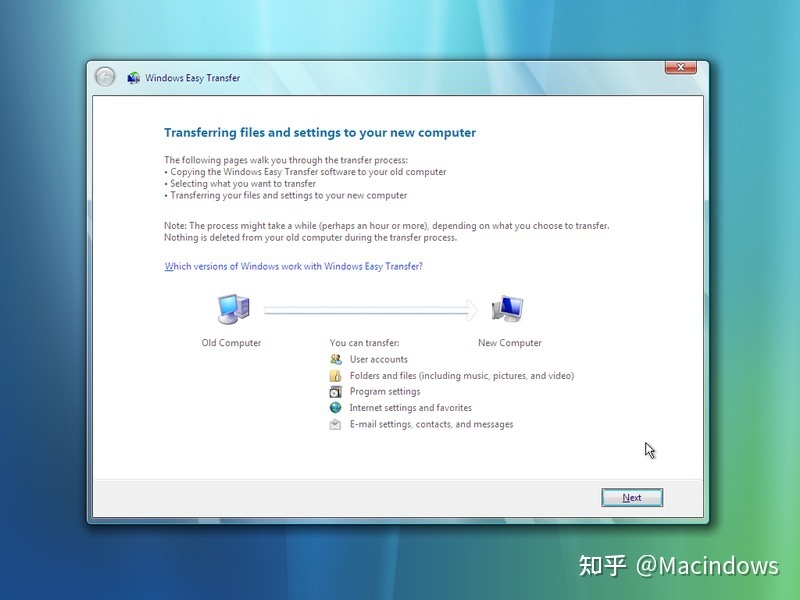 Windows Easy Transfer
Transferring files and settings to your new computer
The following pages walk you through the transfer process:
• Copying the Windows Easy Transfer software to your old computer
• Selecting what you want to transfer
• Transferring your files and settings to your new computer
Note: The process might take a while (perhaps an hour or more), depending on what you choose to transfer.
Nothing is deleted from your old computer during the transfer process.
Which versions of Windows work with Windows Easy Transfer?
Old Computer
You can transfer:
New Computer
User accounts
Folders and files (including music, pictures, and video)
Program settings
Internet settings and favorites
E-mail settings, contacts, and messages
Next
知乎 @Macindows